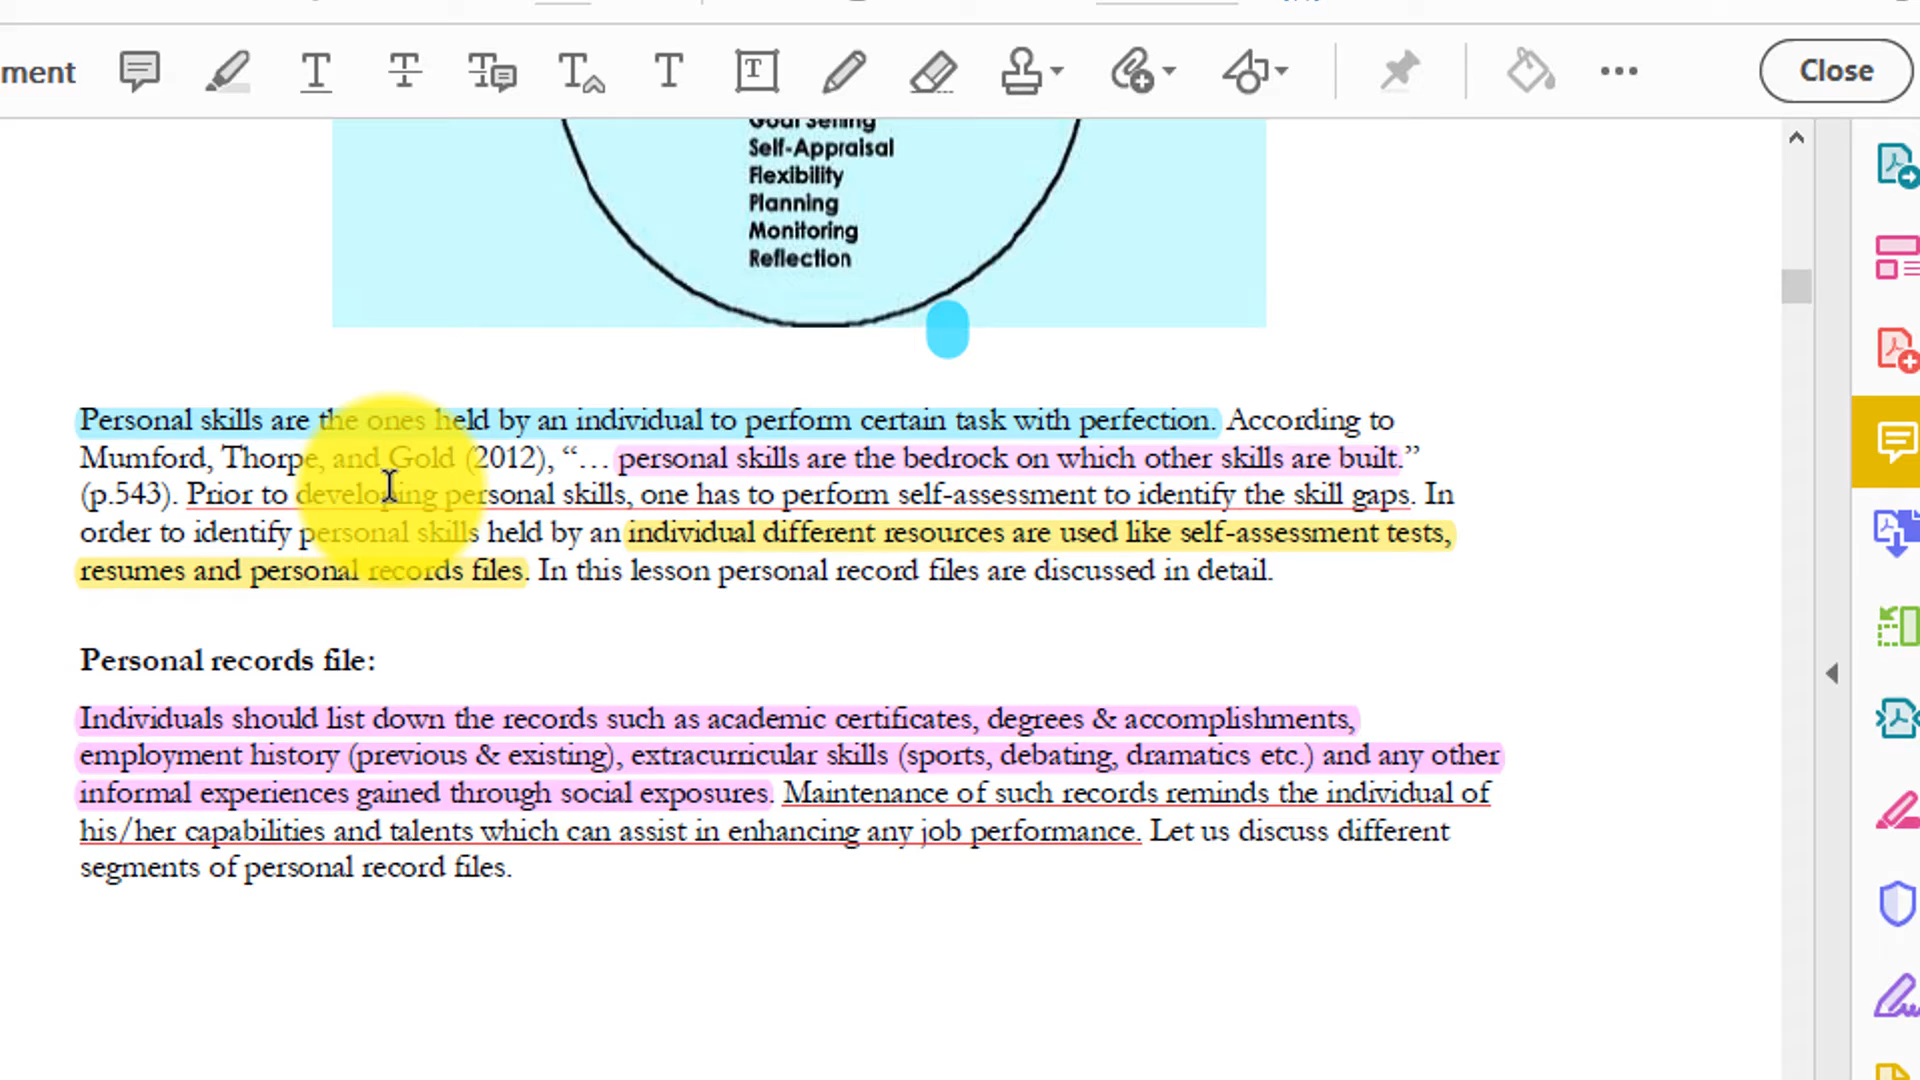 ment
Close
Goal Setting
Self-Appraisal
Flexibility
Planning
Monitoring
Reflection
Personal skills are the ones held by an individual to perform certain task with perfection. According to
Mumford, Thorpe, and Gold (2012), “… personal skills are the bedrock on which other skills are built.”
(p.543). Prior to developing personal skills, one has to perform self-assessment to identify the skill gaps. In
order to identify personal skills held by an individual different resources are used like self-assessment tests,
resumes and personal records files. In this lesson personal record files are discussed in detail.
Personal records file:
Individuals should list down the records such as academic certificates, degrees & accomplishments,
employment history (previous & existing), extracurricular skills (sports, debating, dramatics etc.) and any other
informal experiences gained through social exposures. Maintenance of such records reminds the individual of
his/her capabilities and talents which can assist in enhancing any job performance. Let us discuss different
segments of personal record files.